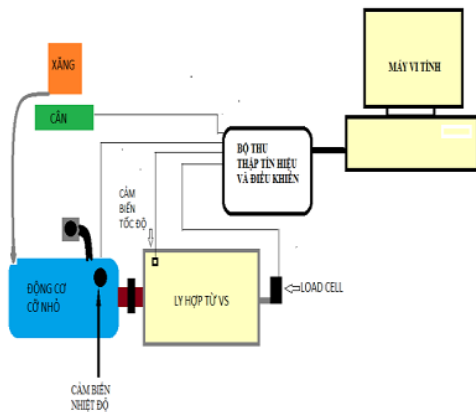 XĂNG
CÂN
MÁY VI TÍNH
BỘ THU
THẬP TÍN HIỆU
VÀ ĐIỀU KHIỂN
CẢM
BIẾN
TỐC ĐỘ
ĐỘNG CƠ
CỠ NHỎ
LY HỢP TỪ VS
LOAD CELL
CẢM BIẾN
NHIỆT ĐỘ